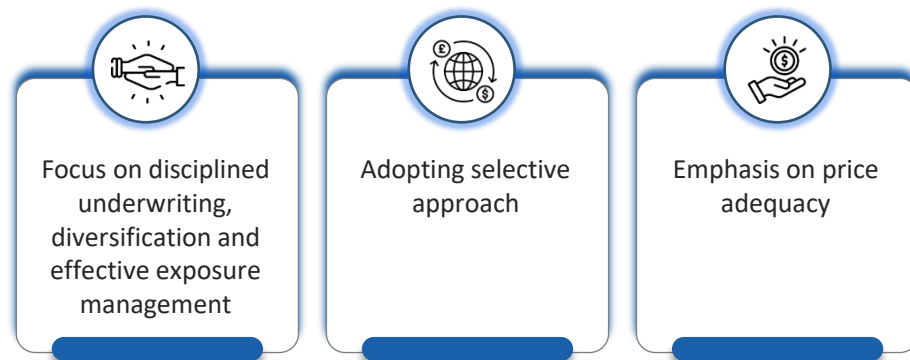 £
$
$
Focus on disciplined
underwriting,
diversification and
effective exposure
management
Adopting selective
approach
Emphasis on price
adequacy